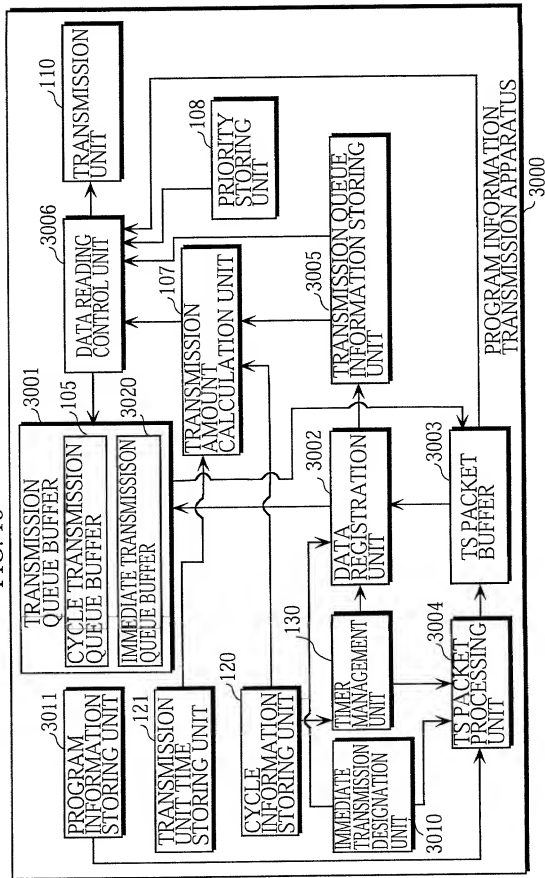 3001
TRANSMISSION
QUEUE BUFFER
105
CYCLE TRANSMISSION
QUEUE BUFFER
3020
IMMEDIATE TRANSMISSISON
QUEUE BUFFER
3006
DATA READING
CONTROL UNIT
110
TRANSMISSION
UNIT
108
PRIORITY
STORING
UNIT
107
TRANSMISSION
AMOUNT
CALCULATION UNIT
3011
PROGRAM
INFORMATION
STORING UNIT
121
TRANSMISSION
UNIT TIME
STORING UNIT
120
CYCLE
INFORMATION
STORING UNIT
130
TIMER
MANAGEMENT
UNIT
3002
DATA
REGISTRATION
UNIT
3005
TRANSMISSION QUEUE
INFORMATION STORING
UNIT
IMMEDIATE
TRANSMISSION
DESIGNATION
UNIT
3010
3004
TS PACKET
PROCESSING
UNIT
3003
TS PACKET
BUFFER
PROGRAM INFORMATION
TRANSMISSION APPARATUS
3000